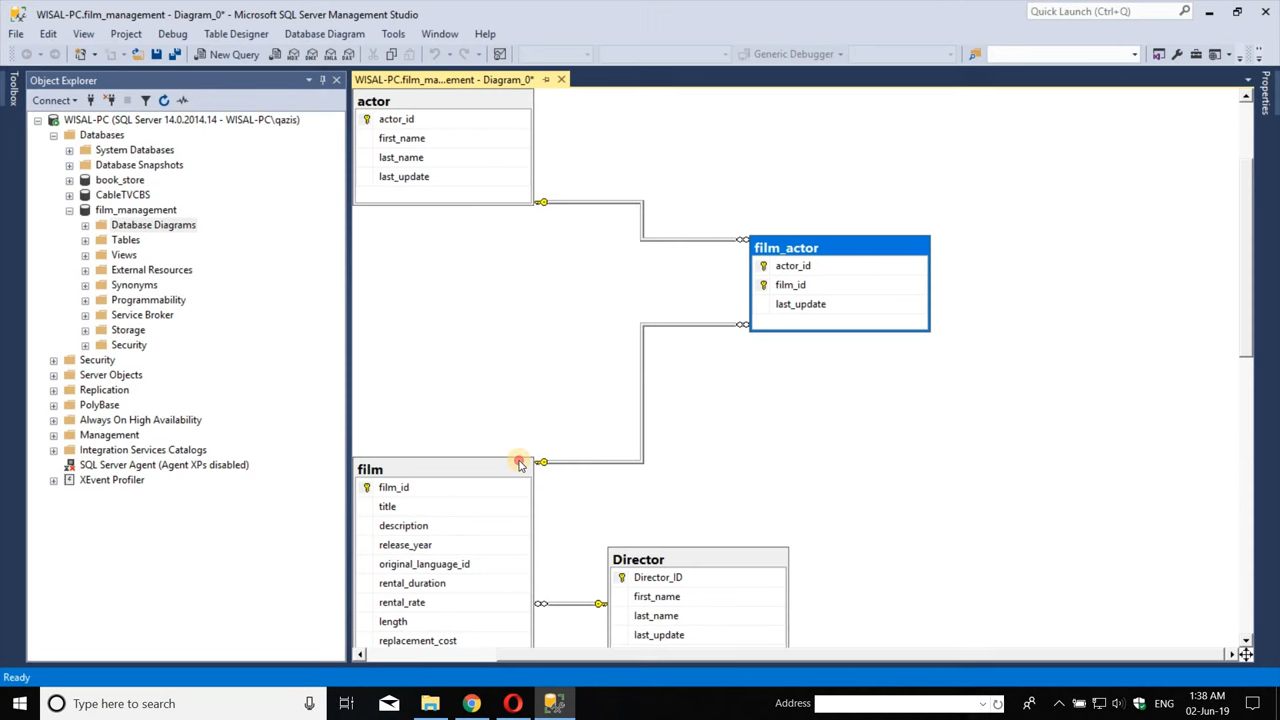 WISAL-PC.film_management - Diagram_0* - Microsoft SQL Server Management Studio
Quick Launch (Ctrl+Q)
File Edit View Project Debug Table Designer Database Diagram Tools Window Help
New Query
Generic Debugger
Toolbox
Object Explorer
Connect
WISAL-PC (SQL Server 14.0.2014.14 - WISAL-PC\qazis)
Databases
System Databases
Database Snapshots
book_store
CableTVCBS
film_management
Database Diagrams
Tables
Views
External Resources
Synonyms
Programmability
Service Broker
Storage
Security
Security
Server Objects
Replication
PolyBase
Always On High Availability
Management
Integration Services Catalogs
SQL Server Agent (Agent XPs disabled)
XEvent Profiler
WISAL-PC.film_ma...ement - Diagram_0*
actor
actor_id
first_name
last_name
last_update
film_actor
actor_id
film_id
last_update
film
film_id
title
description
release_year
original_language_id
rental_duration
rental_rate
length
replacement_cost
Director
Director_ID
first_name
last_name
last_update
Properties
Ready
Type here to search
Address
ENG
1:38 AM
02-Jun-19